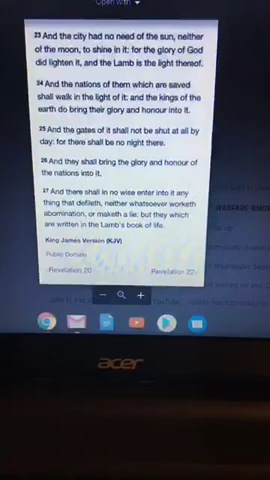 Open with
23 And the city had no need of the sun, neither
of the moon, to shine in it: for the glory of God
did lighten it, and the Lamb is the light thereof.
24 And the nations of them which are saved
shall walk in the light of it: and the kings of the
earth do bring their glory and honour into it.
25 And the gates of it shall not be shut at all by
day: for there shall be no night there.
26 And they shall bring the glory and honour of
the nations into it.
27 And there shall in no wise enter into it any
thing that defileth, neither whatsoever worketh
abomination, or maketh a lie: but they which
are written in the Lamb's book of life.
King James Version (KJV)
Public Domain
Revelation 20
Revelation 22
acer